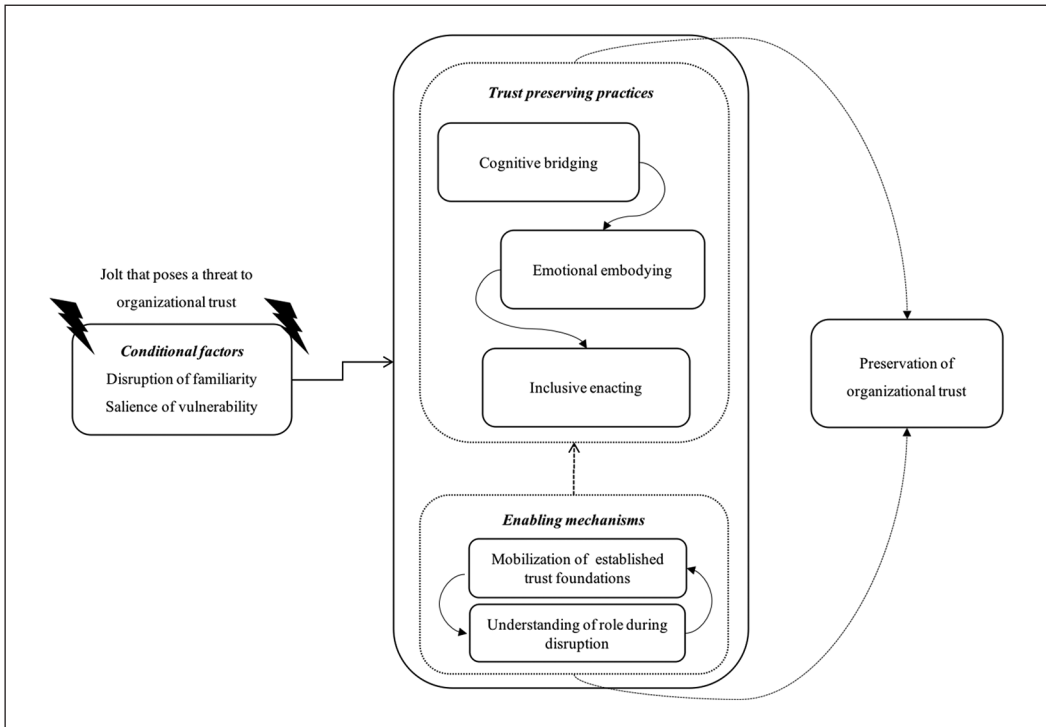 Trust preserving practices
Cognitive bridging
Emotional embodying
Inclusive enacting
Jolt that poses a threat to
organizational trust
Conditional factors
Disruption of familiarity
Salience of vulnerability
Preservation of
organizational trust
Enabling mechanisms
Mobilization of established
trust foundations
Understanding of role during
disruption